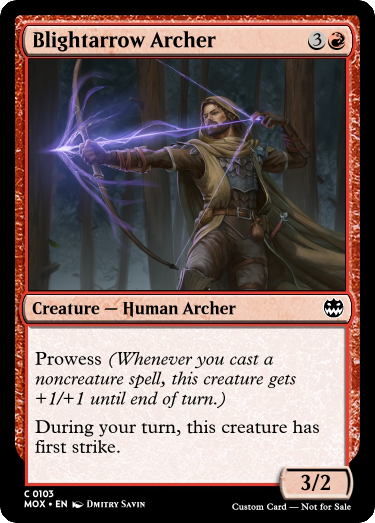 Blightarrow Archer 3
Creature — Human Archer
Prowess (Whenever you cast a
noncreature spell, this creature gets
+1/+1 until end of turn.)
During your turn, this creature has
first strike.
3/2
C 0103
MOX • EN Dmitry Savin
Custom Card — Not for Sale